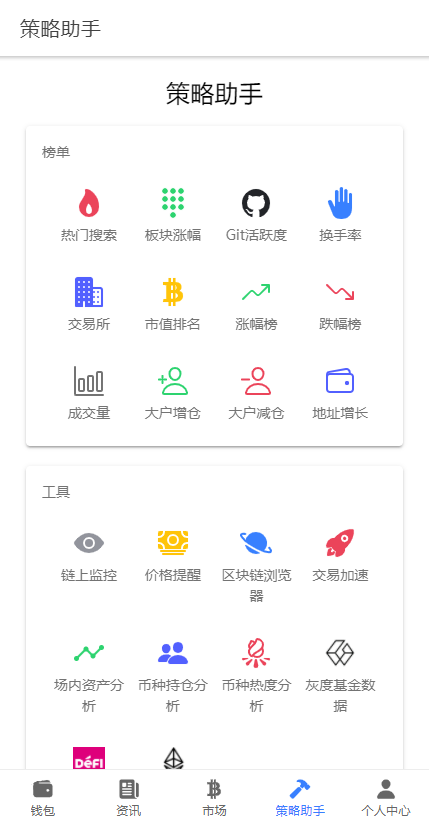 策略助手
策略助手
榜单
热门搜索 板块涨幅 Git活跃度 换手率
交易所 市值排名 涨幅榜 跌幅榜
成交量 大户增仓 大户减仓 地址增长
工具
链上监控 价格提醒 区块链浏览器 交易加速
场内资产分析 币种持仓分析 币种热度分析 灰度基金数据
DéFI
钱包 资讯 市场 策略助手 个人中心